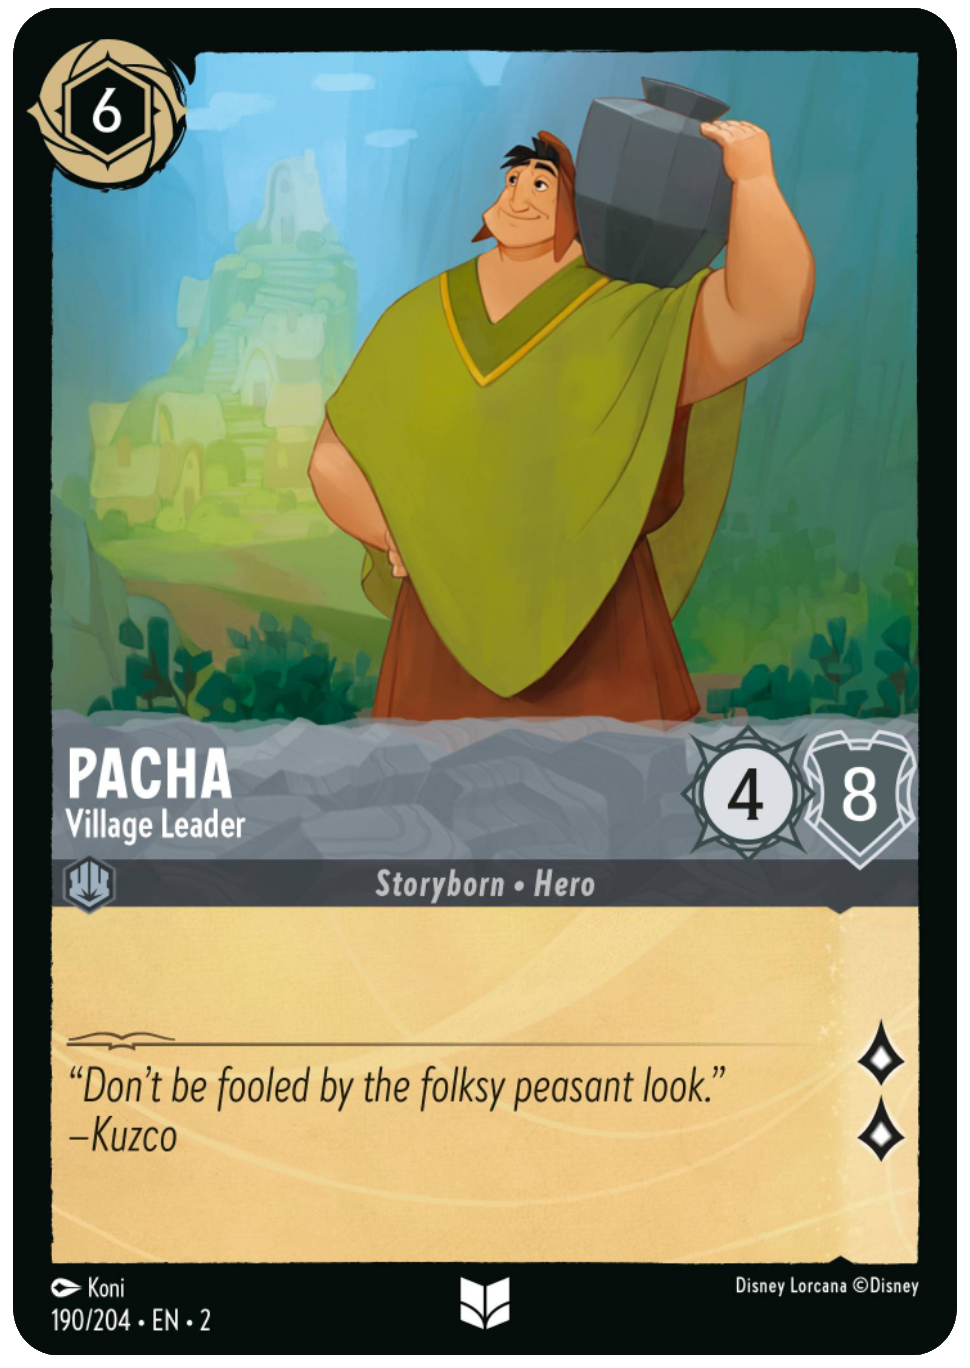 6
PACHA
Village Leader
4
8
Storyborn • Hero
“Don’t be fooled by the folksy peasant look.”
–Kuzco
Koni
190/204 • EN • 2
Disney Lorcana ©Disney